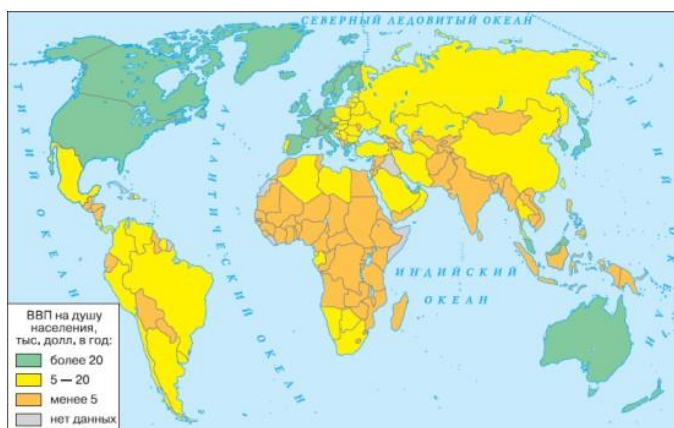 СЕВЕРНЫЙ ЛЕДОВИТЫЙ ОКЕАН
ТИХИЙ ОКЕАН
АТЛАНТИЧЕСКИЙ ОКЕАН
ТИХИЙ
ОКЕАН
ИНДИЙСКИЙ
ОКЕАН
ВВП на душу
населения,
тыс. долл. в год:
более 20
5 — 20
менее 5
нет данных